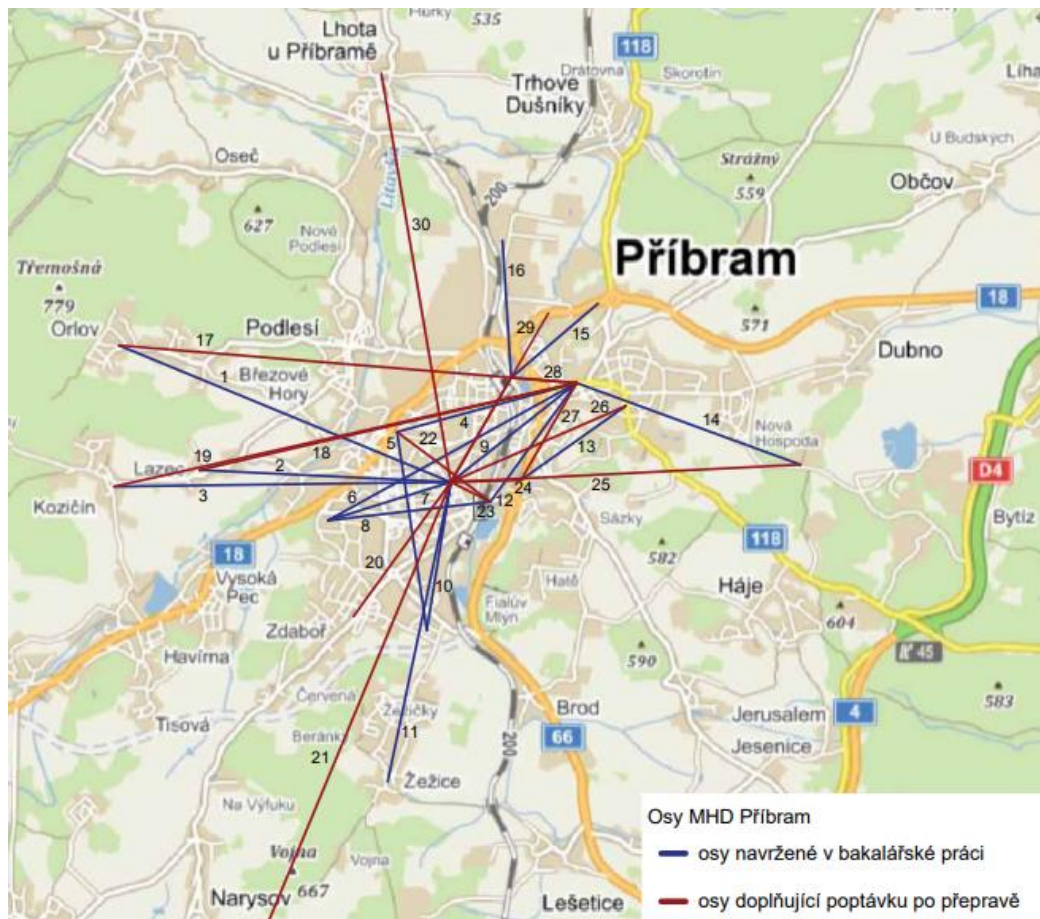 Hurky
535
Lhota
u Příbramě
118
Drátovna
Skorotin
Trhove
Dušníky
Líha
U Budských
Oseč
Litavka
200
Strážný
559
Občov
627
30
Nové
Podlesí
Příbram
Třemošná
779
16
18
Orlov
17
Podlesí
29
15
571
Dubno
1
Březové
Hory
28
4
26
14
Nová
Hospoda
19
18
5
22
9
27
13
Lazec
2
D4
3
24
25
Kozičín
6
7
12
23
8
Sázky
Bytíz
18
20
582
118
Vysoká
Pec
10
Hatě
Háje
Fialův
Mlýn
Zdaboř
604
Havírna
590
45
583
Červená
Tisová
Žežičky
Brod
Jerusalem
4
Beránky
11
200
66
Jesenice
21
Žežice
Na Výfuku
Osy MHD Příbram
Vojna
Vojna
osy navržené v bakalářské práci
667
Narysov
Lešetice
osy doplňující poptávku po přepravě